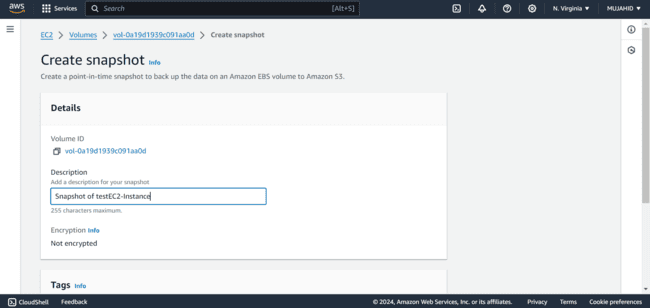 aws
Services
Search
[Alt+S]
N. Virginia
MUJAHID
EC2 > Volumes > vol-0a19d1939c091aa0d > Create snapshot
Create snapshot Info
Create a point-in-time snapshot to back up the data on an Amazon EBS volume to Amazon S3.
Details
Volume ID
vol-0a19d1939c091aa0d
Description
Add a description for your snapshot
Snapshot of testEC2-Instance
255 characters maximum.
Encryption Info
Not encrypted
Tags Info
CloudShell Feedback © 2024, Amazon Web Services, Inc. or its affiliates. Privacy Terms Cookie preferences